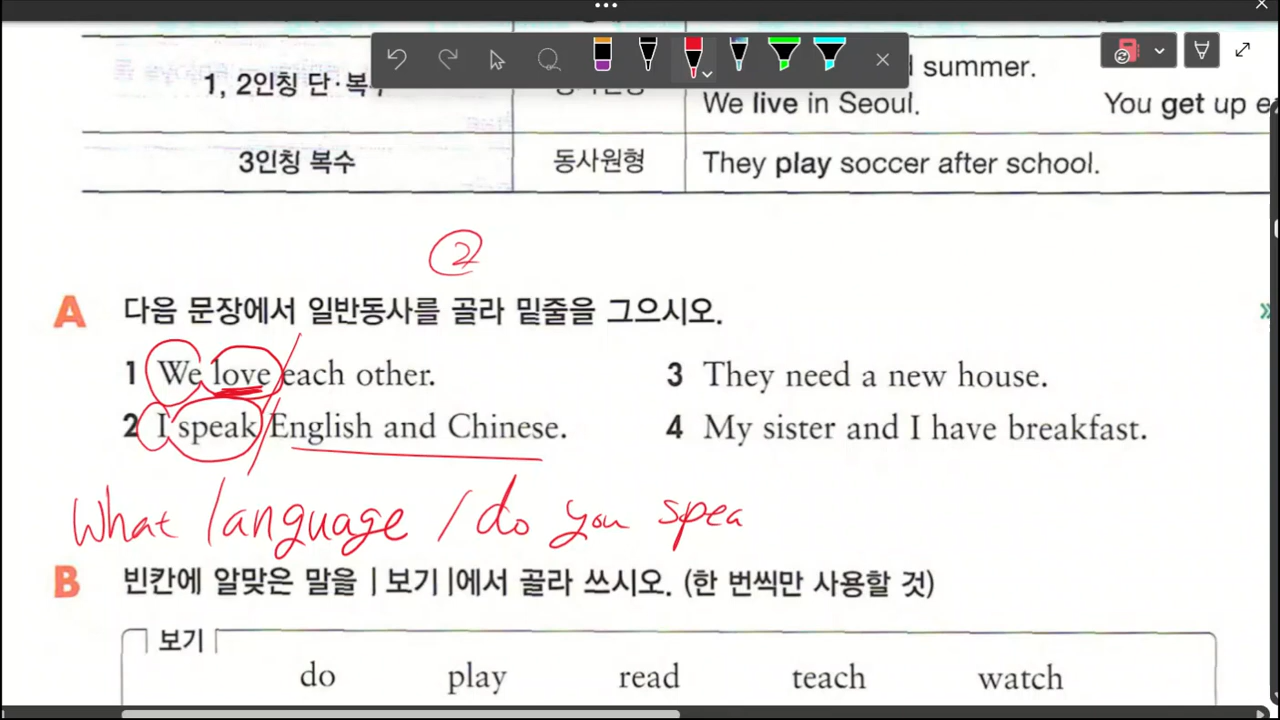 1, 2인칭 단·복
summer.
We live in Seoul.
You get up e
3인칭 복수
동사원형
They play soccer after school.
2
A 다음 문장에서 일반동사를 골라 밑줄을 그으시오.
1 We love each other.
3 They need a new house.
2 I speak English and Chinese.
4 My sister and I have breakfast.
What language / do you spea
B 빈칸에 알맞은 말을 | 보기 |에서 골라 쓰시오. (한 번씩만 사용할 것)
보기
do play read teach watch